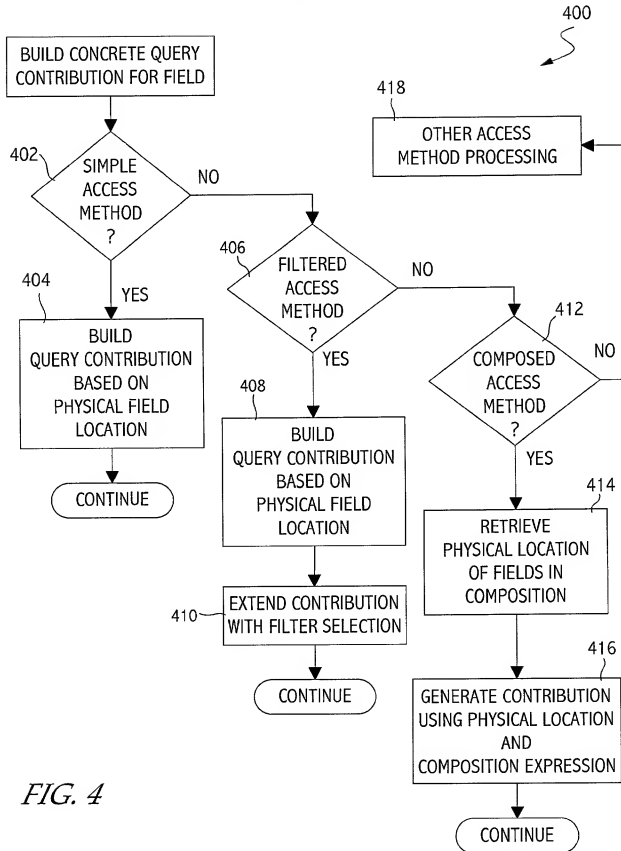 400
BUILD CONCRETE QUERY
CONTRIBUTION FOR FIELD
418
OTHER ACCESS
METHOD PROCESSING
402
SIMPLE
ACCESS
METHOD
?
NO
YES
406
FILTERED
ACCESS
METHOD
?
NO
YES
412
COMPOSED
ACCESS
METHOD
?
NO
YES
404
BUILD
QUERY CONTRIBUTION
BASED ON
PHYSICAL FIELD
LOCATION
CONTINUE
408
BUILD
QUERY CONTRIBUTION
BASED ON
PHYSICAL FIELD
LOCATION
410
EXTEND CONTRIBUTION
WITH FILTER SELECTION
CONTINUE
414
RETRIEVE
PHYSICAL LOCATION
OF FIELDS IN
COMPOSITION
416
GENERATE CONTRIBUTION
USING PHYSICAL LOCATION
AND
COMPOSITION EXPRESSION
CONTINUE
FIG. 4